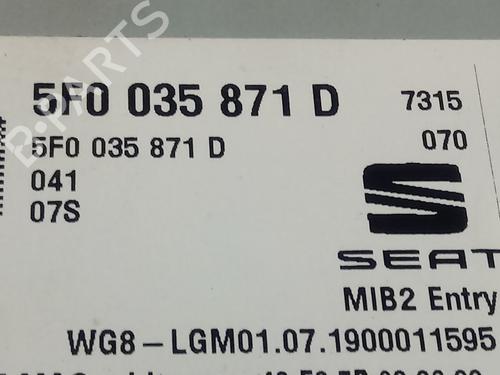 B-PARTS
5F0 035 871 D 7315
5F0 035 871 D 070
041
07S
SEAT
MIB2 Entry
WG8-LGM01.07.1900011595